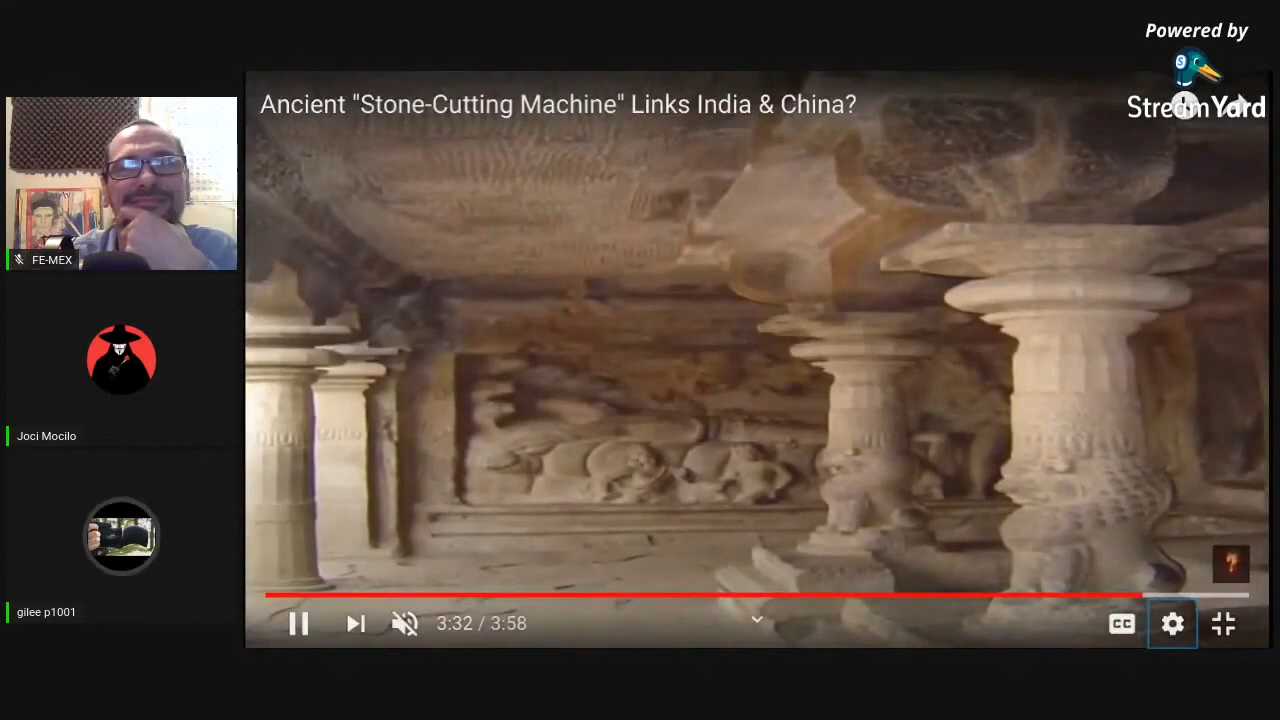 Powered by
StreamYard
Ancient "Stone-Cutting Machine" Links India & China?
FE-MEX
Joci Mocilo
gilee p1001
3:32 / 3:58
CC